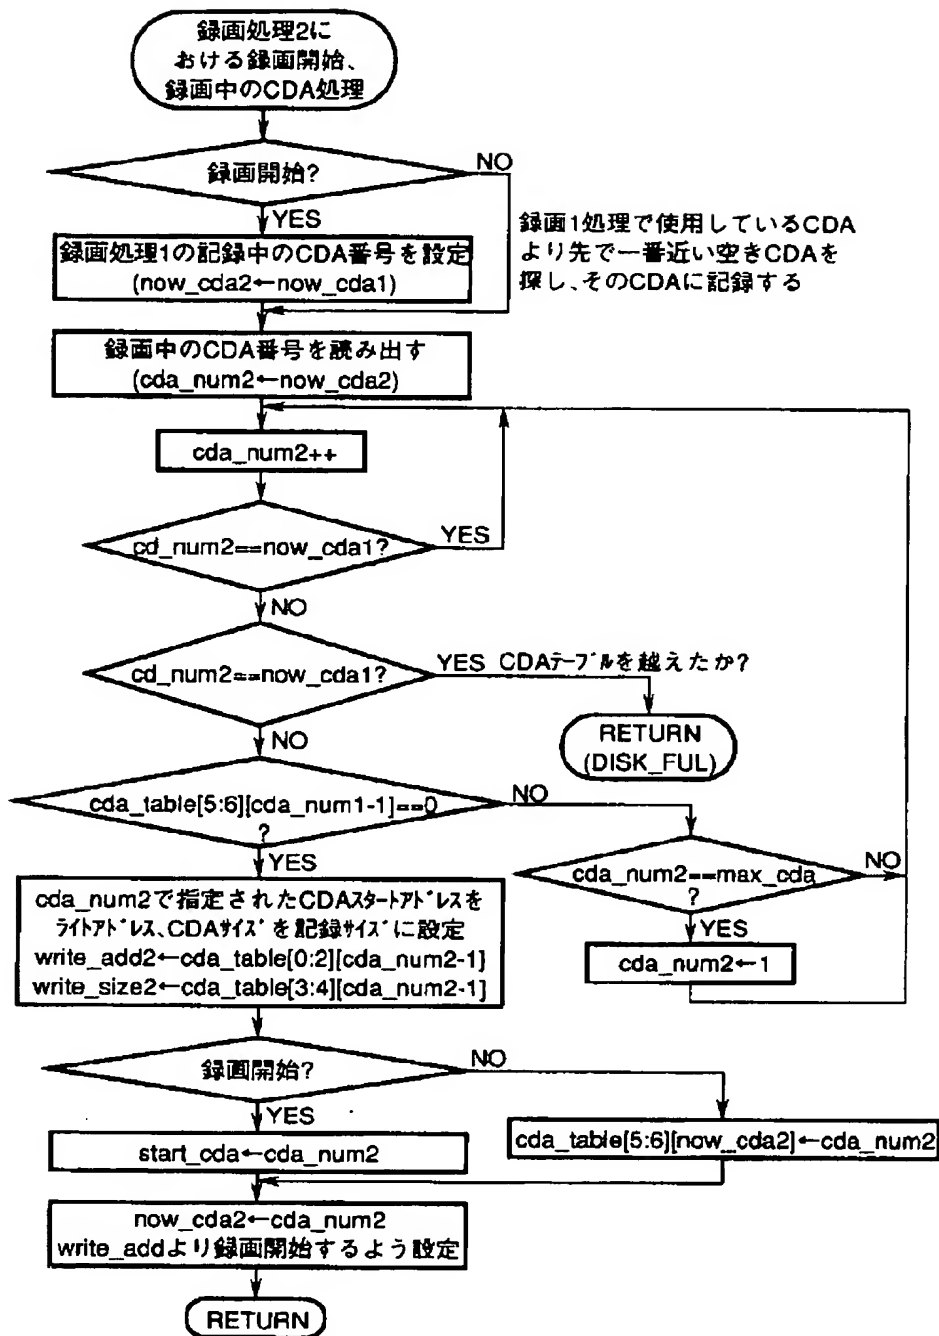 録画処理2に
おける録画開始、
録画中のCDA処理
録画開始?
NO
YES
録画1処理で使用しているCDA
より先で一番近い空きCDAを
探し、そのCDAに記録する
録画処理1の記録中のCDA番号を設定
(now_cda2←now_cda1)
録画中のCDA番号を読み出す
(cda_num2←now_cda2)
cda_num2++
cd_num2==now_cda1?
YES
NO
cd_num2==now_cda1?
YES CDAテーブルを越えたか?
NO
RETURN
(DISK_FUL)
cda_table[5:6][cda_num1-1]==0
?
NO
YES
cda_num2==max_cda
?
NO
YES
cda_num2←1
cda_num2で指定されたCDAスタートアドレスを
ライトアドレス、CDAサイズを記録サイズに設定
write_add2←cda_table[0:2][cda_num2-1]
write_size2←cda_table[3:4][cda_num2-1]
録画開始?
NO
YES
start_cda←cda_num2
cda_table[5:6][now_cda2]←cda_num2
now_cda2←cda_num2
write_addより録画開始するよう設定
RETURN